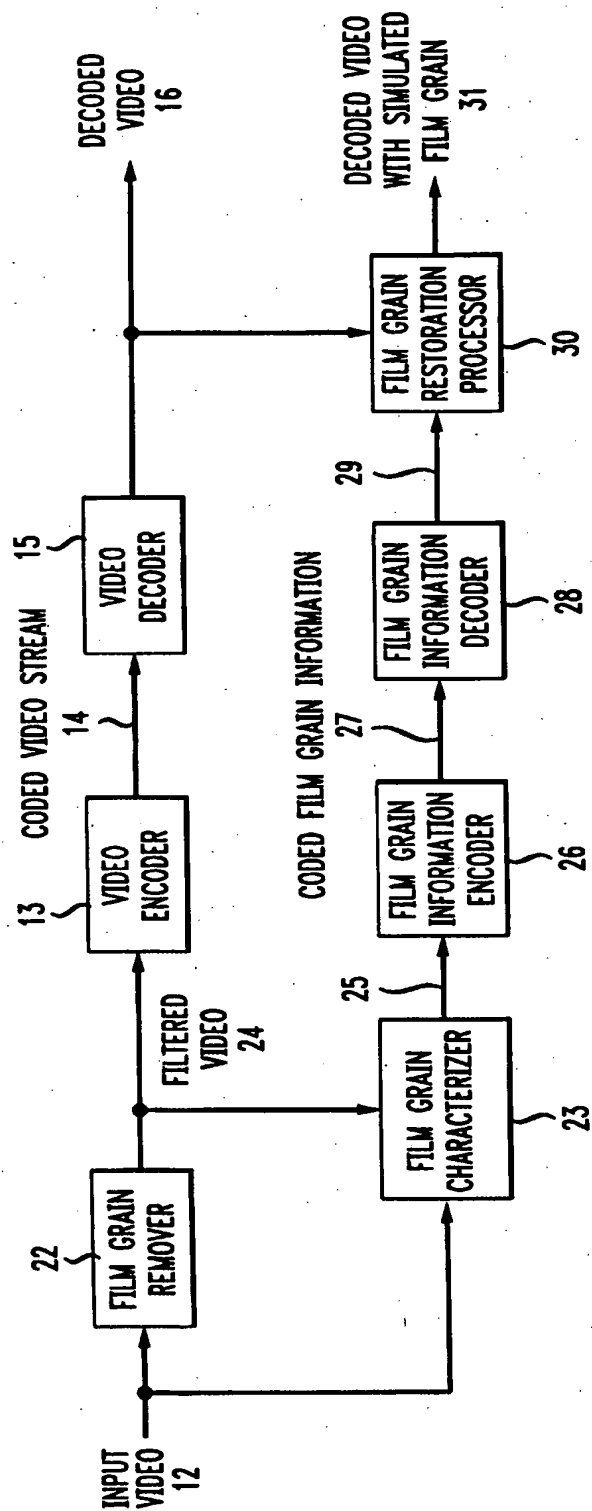 INPUT
VIDEO
12
22
FILM GRAIN
REMOVER
FILTERED
VIDEO
24
13
VIDEO
ENCODER
CODED VIDEO STREAM
14
15
VIDEO
DECODER
DECODED
VIDEO
16
FILM GRAIN
CHARACTERIZER
23
25
FILM GRAIN
INFORMATION
ENCODER
26
CODED FILM GRAIN INFORMATION
27
FILM GRAIN
INFORMATION
DECODER
28
29
FILM GRAIN
RESTORATION
PROCESSOR
30
DECODED VIDEO
WITH SIMULATED
FILM GRAIN
31